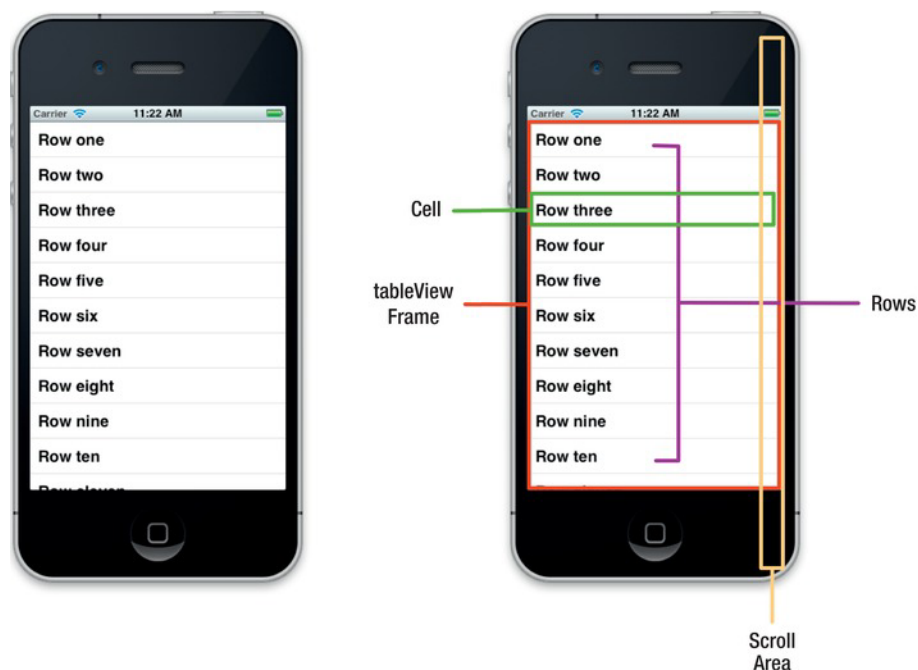 Carrier 11:22 AM
Row one
Row two
Row three
Row four
Row five
Row six
Row seven
Row eight
Row nine
Row ten
Row eleven
Carrier 11:22 AM
Row one
Row two
Row three
Row four
Row five
Row six
Row seven
Row eight
Row nine
Row ten
Cell
tableView
Frame
Rows
Scroll
Area